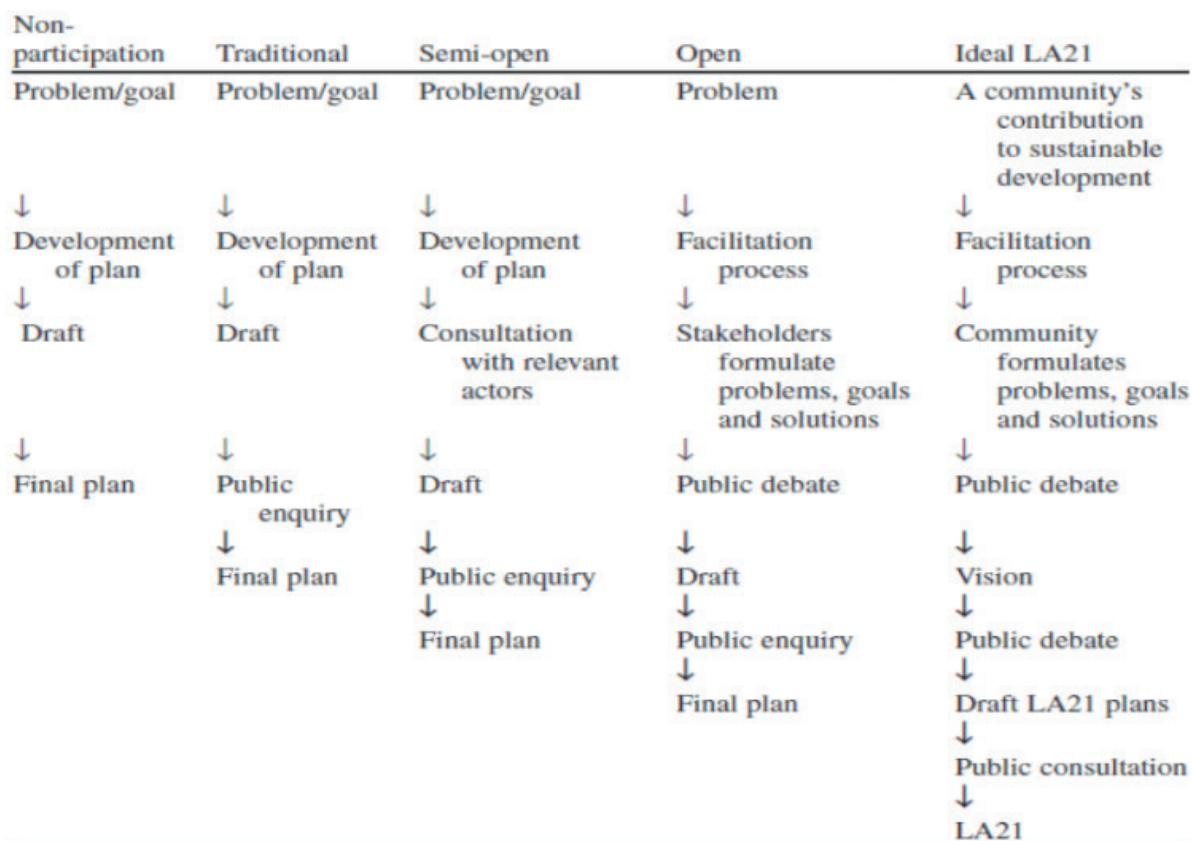 Non-
participation Traditional Semi-open Open Ideal LA21
Problem/goal Problem/goal Problem/goal Problem A community's
contribution
to sustainable
development
↓ ↓ ↓ ↓ ↓
Development Development Development Facilitation Facilitation
of plan of plan of plan process process
↓ ↓ ↓ ↓ ↓
Draft Draft Consultation Stakeholders Community
with relevant formulate formulates
actors problems, goals problems, goals
and solutions and solutions
↓ ↓ ↓ ↓ ↓
Final plan Public Draft Public debate Public debate
enquiry
↓ ↓ ↓ ↓
Final plan Public enquiry Draft Vision
↓ ↓ ↓
Final plan Public enquiry Public debate
↓ ↓
Final plan Draft LA21 plans
↓
Public consultation
↓
LA21